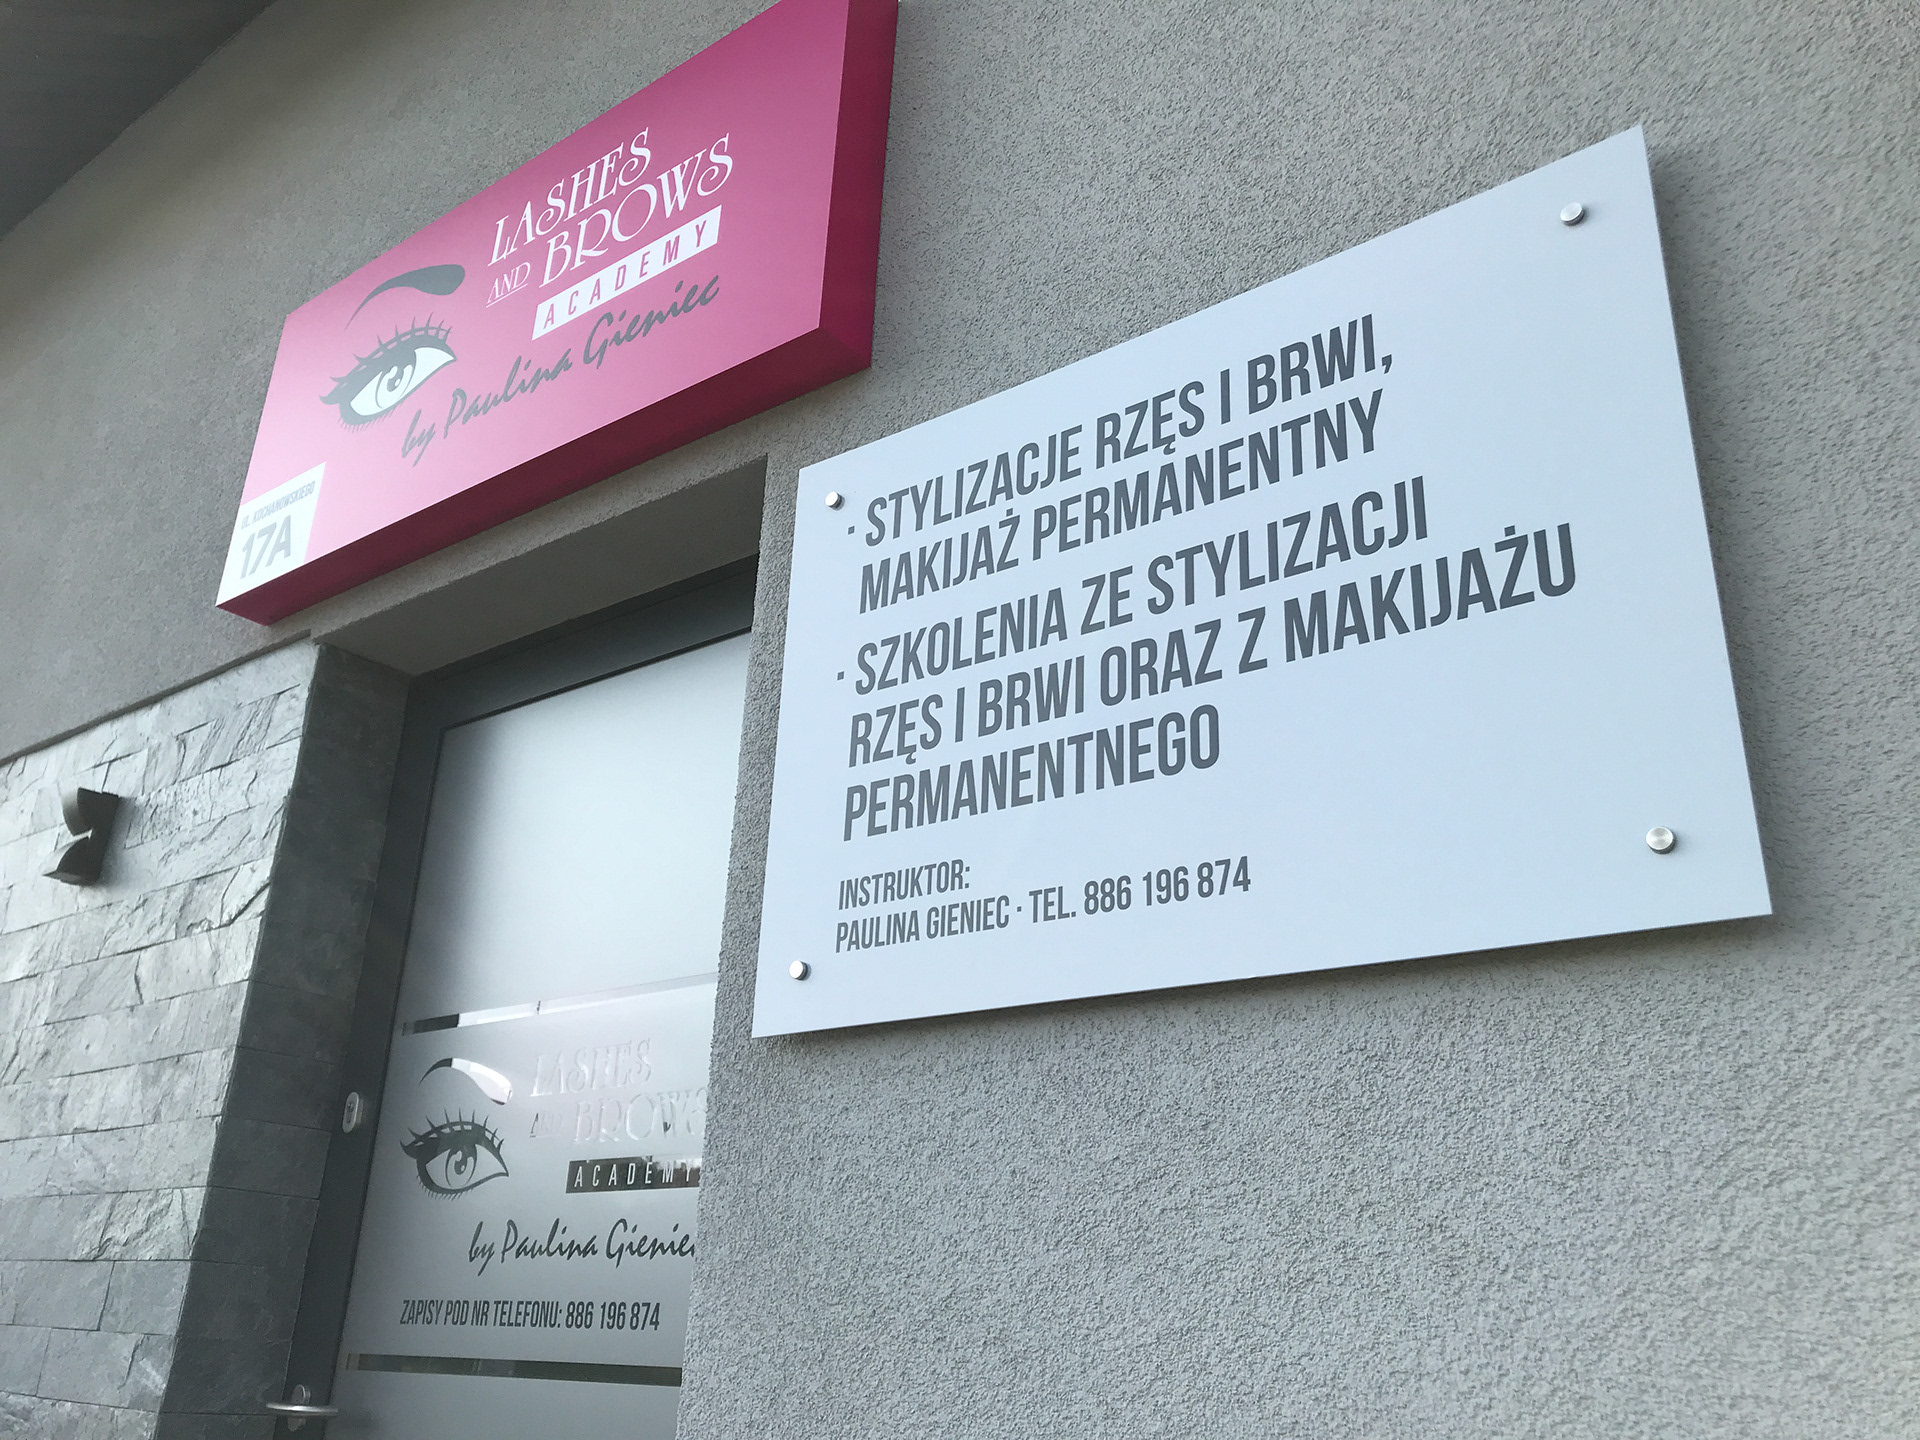 LASHES
AND BROWS
ACADEMY
by Paulina Gieniec
UL. KOCHANOWSKIEGO
17A
· STYLIZACJE RZĘS I BRWI,
MAKIJAŻ PERMANENTNY
· SZKOLENIA ZE STYLIZACJI
RZĘS I BRWI ORAZ Z MAKIJAŻU
PERMANENTNEGO
INSTRUKTOR:
PAULINA GIENIEC · TEL. 886 196 874
LASHES
AND BROWS
ACADEMY
by Paulina Gieniec
ZAPISY POD NR TELEFONU: 886 196 874